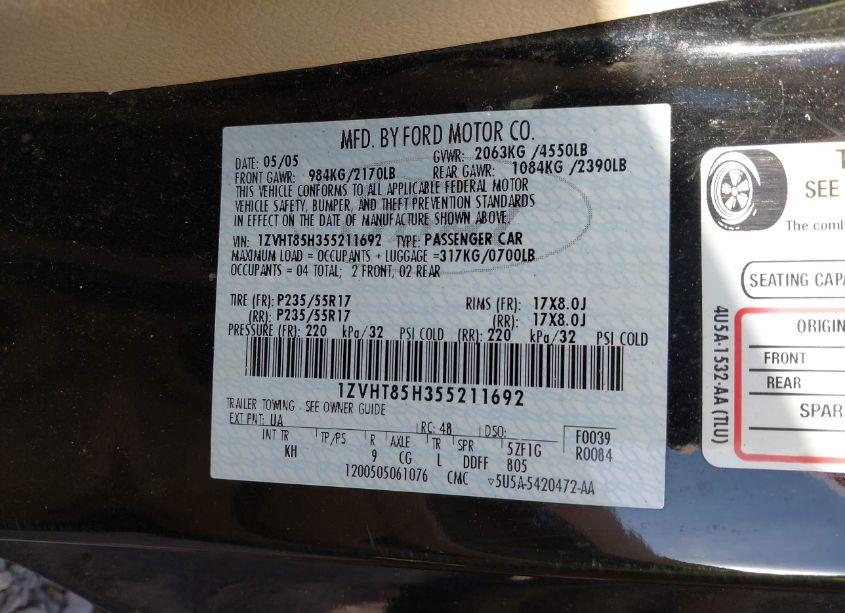 MFD. BY FORD MOTOR CO.
DATE: 05/05 GVWR: 2063KG /4550LB
FRONT GAWR: 984KG/2170LB REAR GAWR: 1084KG /2390LB
THIS VEHICLE CONFORMS TO ALL APPLICABLE FEDERAL MOTOR
VEHICLE SAFETY, BUMPER, AND THEFT PREVENTION STANDARDS
IN EFFECT ON THE DATE OF MANUFACTURE SHOWN ABOVE.
VIN: 1ZVHT85H355211692 TYPE: PASSENGER CAR
MAXIMUM LOAD = OCCUPANTS + LUGGAGE =317KG/0700LB
OCCUPANTS = 04 TOTAL; 2 FRONT, 02 REAR
TIRE (FR): P235/55R17 RIMS (FR): 17X8.0J
(RR): P235/55R17 (RR): 17X8.0J
PRESSURE (FR): 220 kPa/32 PSI COLD (RR): 220 kPa/32 PSI COLD
1ZVHT85H355211692
TRAILER TOWING - SEE OWNER GUIDE
EXT PNT: UA RC: 48 DSO: F0039
INT TR TP/PS R AXLE TR SPR 5ZF1G R0084
KH 9 CG L DDFF 805
1200505061076 CMC ▽5U5A-5420472-AA
4U5A-1532-AA (TLU)
T
SEE
The comb
SEATING CAPA
ORIGIN
FRONT
REAR
SPAR